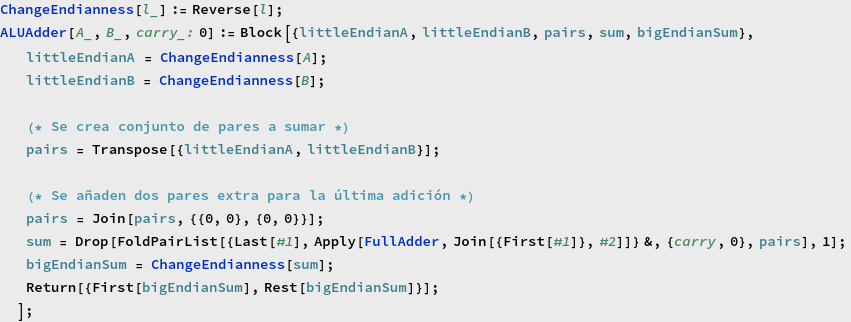 ChangeEndianness[l_] := Reverse[l];
ALUAdder[A_, B_, carry_: 0] := Block[{littleEndianA, littleEndianB, pairs, sum, bigEndianSum},
littleEndianA = ChangeEndianness[A];
littleEndianB = ChangeEndianness[B];
(* Se crea conjunto de pares a sumar *)
pairs = Transpose[{littleEndianA, littleEndianB}];
(* Se añaden dos pares extra para la última adición *)
pairs = Join[pairs, {{0, 0}, {0, 0}}];
sum = Drop[FoldPairList[{Last[#1], Apply[FullAdder, Join[{First[#1]}, #2]]} &, {carry, 0}, pairs], 1];
bigEndianSum = ChangeEndianness[sum];
Return[{First[bigEndianSum], Rest[bigEndianSum]}];
];